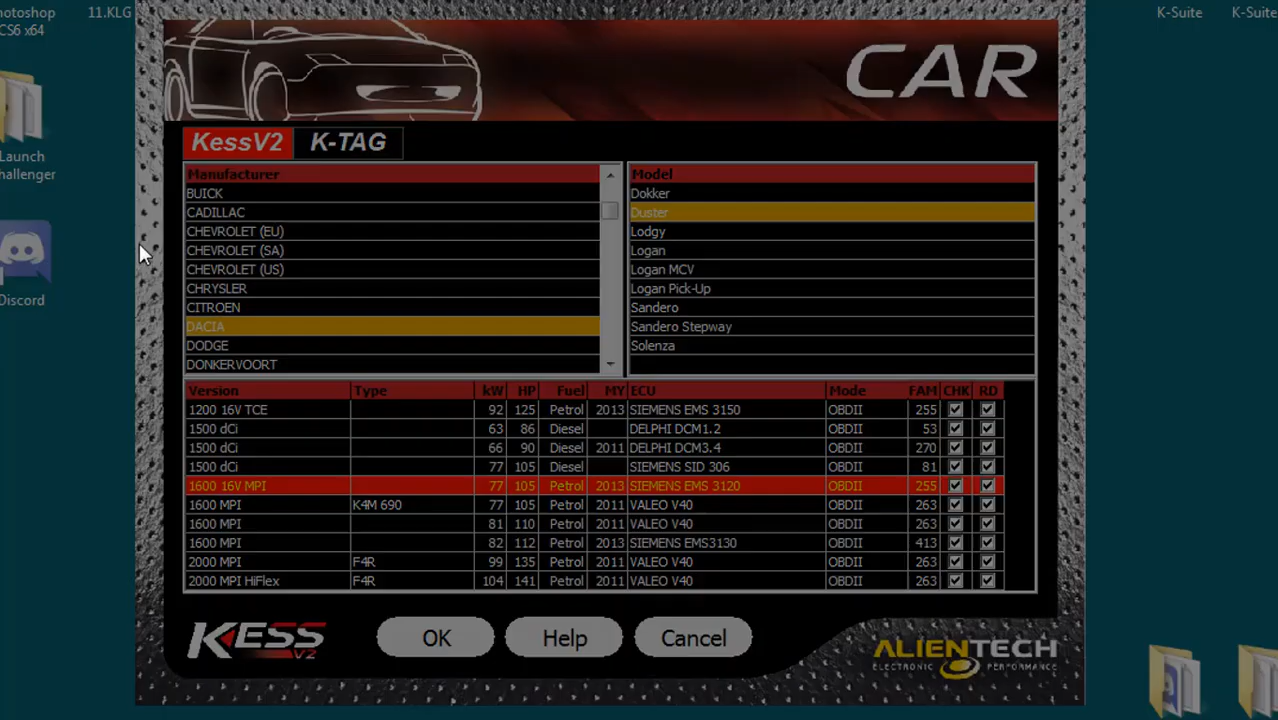 otoshop
CS6 x64
11.KLG
K-Suite
K-Suite
Launch
hallenger
Discord
CAR
KessV2
K-TAG
Manufacturer
BUICK
CADILLAC
CHEVROLET (EU)
CHEVROLET (SA)
CHEVROLET (US)
CHRYSLER
CITROEN
DACIA
DODGE
DONKERVOORT
Model
Dokker
Duster
Lodgy
Logan
Logan MCV
Logan Pick-Up
Sandero
Sandero Stepway
Solenza
Version Type kW HP Fuel MY ECU Mode FAM CHK RD
1200 16V TCE 92 125 Petrol 2013 SIEMENS EMS 3150 OBDII 255
1500 dCi 63 86 Diesel DELPHI DCM1.2 OBDII 53
1500 dCi 66 90 Diesel 2011 DELPHI DCM3.4 OBDII 270
1500 dCi 77 105 Diesel SIEMENS SID 306 OBDII 81
1600 16V MPI 77 105 Petrol 2013 SIEMENS EMS 3120 OBDII 255
1600 MPI K4M 690 77 105 Petrol 2011 VALEO V40 OBDII 263
1600 MPI 81 110 Petrol 2011 VALEO V40 OBDII 263
1600 MPI 82 112 Petrol 2013 SIEMENS EMS3130 OBDII 413
2000 MPI F4R 99 135 Petrol 2011 VALEO V40 OBDII 263
2000 MPI HiFlex F4R 104 141 Petrol 2011 VALEO V40 OBDII 263
KESS V2
OK
Help
Cancel
ALIENTECH
ELECTRONIC PERFORMANCE